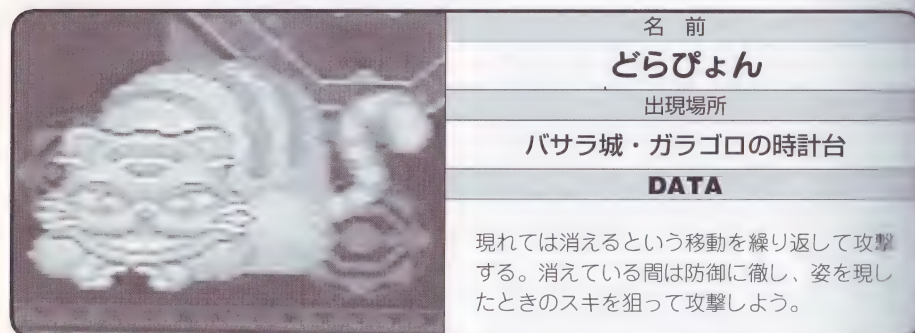 名 前
どらぴょん
出現場所
バサラ城・ガラゴロの時計台
DATA
現れては消えるという移動を繰り返して攻撃
する。消えている間は防御に徹し、姿を現し
たときのスキを狙って攻撃しよう。